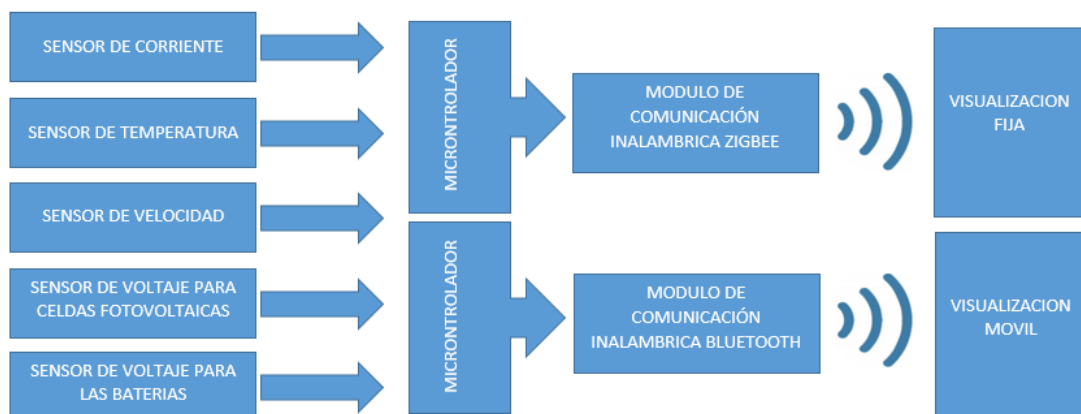 SENSOR DE CORRIENTE
SENSOR DE TEMPERATURA
SENSOR DE VELOCIDAD
SENSOR DE VOLTAJE PARA
CELDAS FOTOVOLTAICAS
SENSOR DE VOLTAJE PARA
LAS BATERIAS
MICRONTROLADOR
MICRONTROLADOR
MODULO DE
COMUNICACIÓN
INALAMBRICA ZIGBEE
MODULO DE
COMUNICACIÓN
INALAMBRICA BLUETOOTH
VISUALIZACION
FIJA
VISUALIZACION
MOVIL